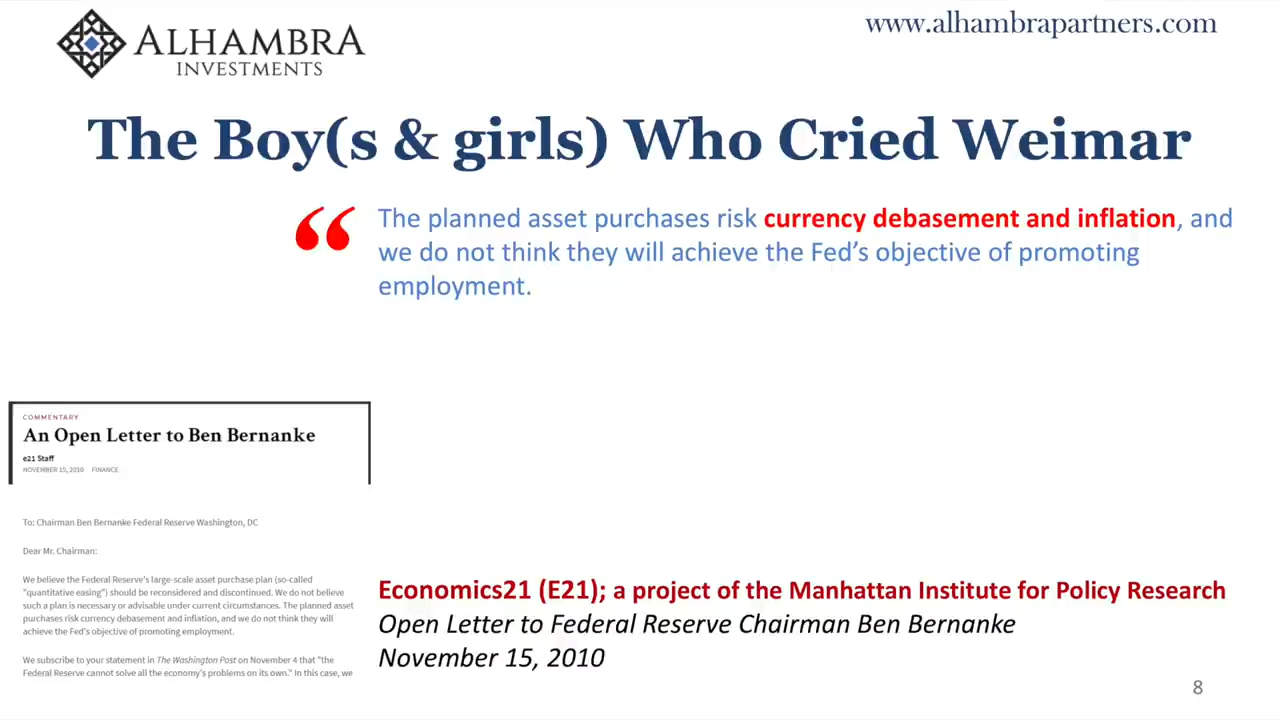 ALHAMBRA
INVESTMENTS
www.alhambrapartners.com
The Boy(s & girls) Who Cried Weimar
“
The planned asset purchases risk currency debasement and inflation, and
we do not think they will achieve the Fed’s objective of promoting
employment.
COMMENTARY
An Open Letter to Ben Bernanke
e21 Staff
NOVEMBER 15, 2010 FINANCE
To: Chairman Ben Bernanke Federal Reserve Washington, DC
Dear Mr. Chairman:
We believe the Federal Reserve's large-scale asset purchase plan (so-called
"quantitative easing") should be reconsidered and discontinued. We do not believe
such a plan is necessary or advisable under current circumstances. The planned asset
purchases risk currency debasement and inflation, and we do not think they will
achieve the Fed's objective of promoting employment.
We subscribe to your statement in The Washington Post on November 4 that "the
Federal Reserve cannot solve all the economy's problems on its own." In this case, we
Economics21 (E21); a project of the Manhattan Institute for Policy Research
Open Letter to Federal Reserve Chairman Ben Bernanke
November 15, 2010
8